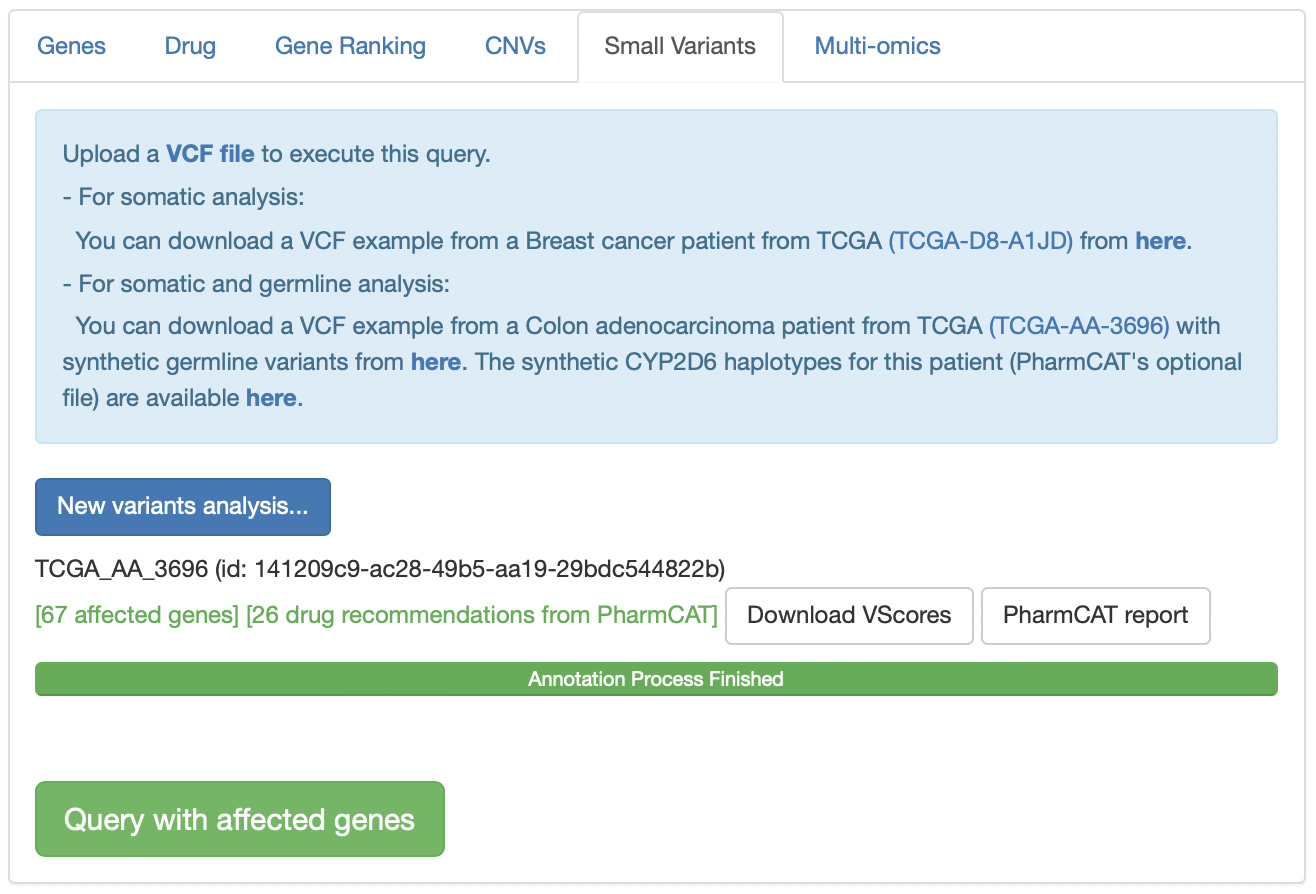 Genes Drug Gene Ranking CNVs Small Variants Multi-omics
Upload a VCF file to execute this query.
- For somatic analysis:
You can download a VCF example from a Breast cancer patient from TCGA (TCGA-D8-A1JD) from here.
- For somatic and germline analysis:
You can download a VCF example from a Colon adenocarcinoma patient from TCGA (TCGA-AA-3696) with
synthetic germline variants from here. The synthetic CYP2D6 haplotypes for this patient (PharmCAT's optional
file) are available here.
New variants analysis...
TCGA_AA_3696 (id: 141209c9-ac28-49b5-aa19-29bdc544822b)
[67 affected genes] [26 drug recommendations from PharmCAT] Download VScores PharmCAT report
Annotation Process Finished
Query with affected genes